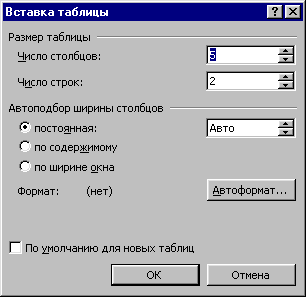 Вставка таблицы
Размер таблицы
Число столбцов: 5
Число строк: 2
Автоподбор ширины столбцов
постоянная: Авто
по содержимому
по ширине окна
Формат: (нет) Автоформат...
По умолчанию для новых таблиц
OK Отмена